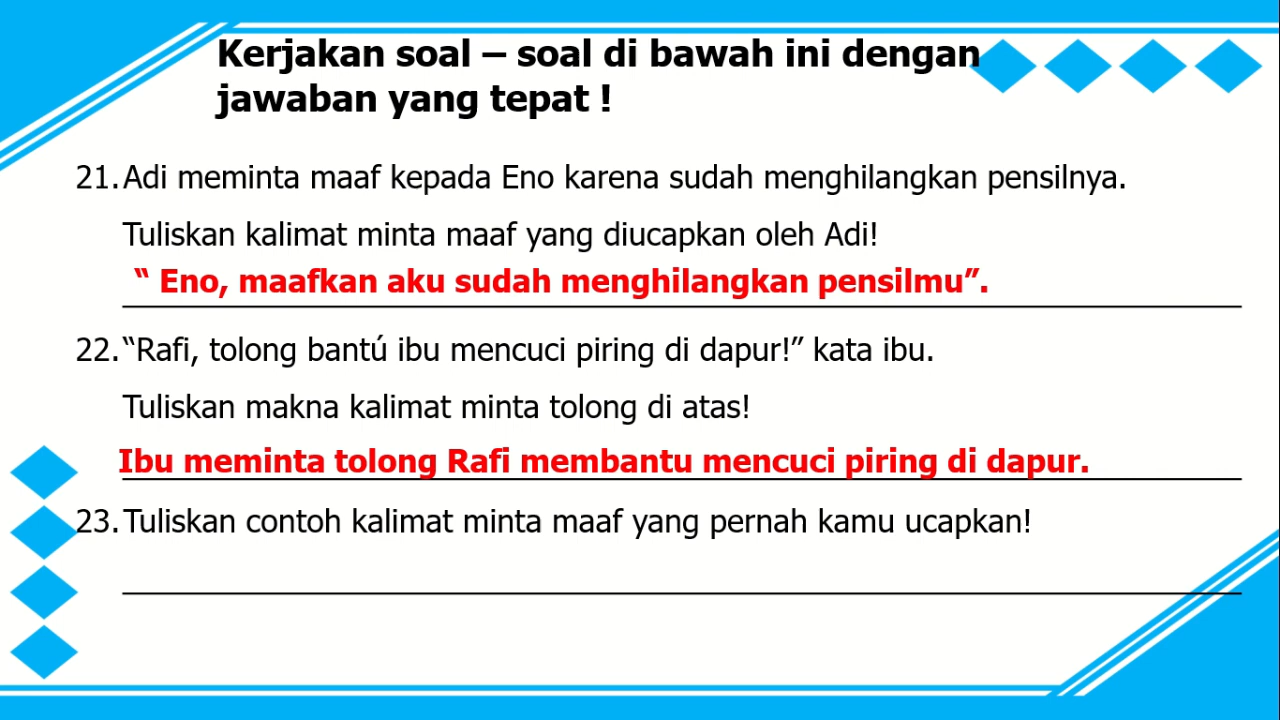 Kerjakan soal – soal di bawah ini dengan
jawaban yang tepat !
21. Adi meminta maaf kepada Eno karena sudah menghilangkan pensilnya.
Tuliskan kalimat minta maaf yang diucapkan oleh Adi!
“ Eno, maafkan aku sudah menghilangkan pensilmu”.
22. “Rafi, tolong bantú ibu mencuci piring di dapur!” kata ibu.
Tuliskan makna kalimat minta tolong di atas!
Ibu meminta tolong Rafi membantu mencuci piring di dapur.
23. Tuliskan contoh kalimat minta maaf yang pernah kamu ucapkan!